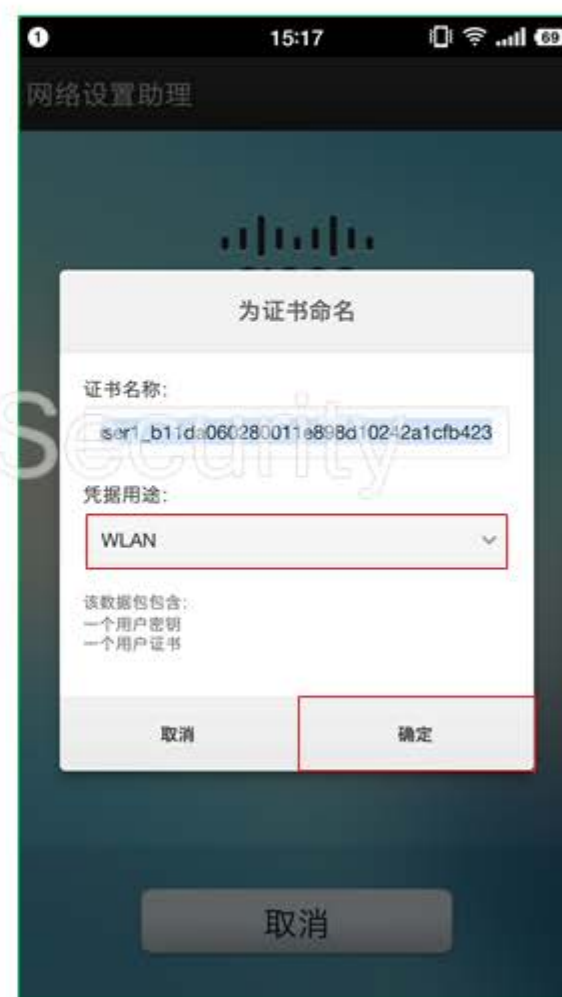 1
15:17
69
网络设置助理
为证书命名
证书名称:
Security
凭据用途:
WLAN
该数据包包含:
一个用户密钥
一个用户证书
取消
确定
取消